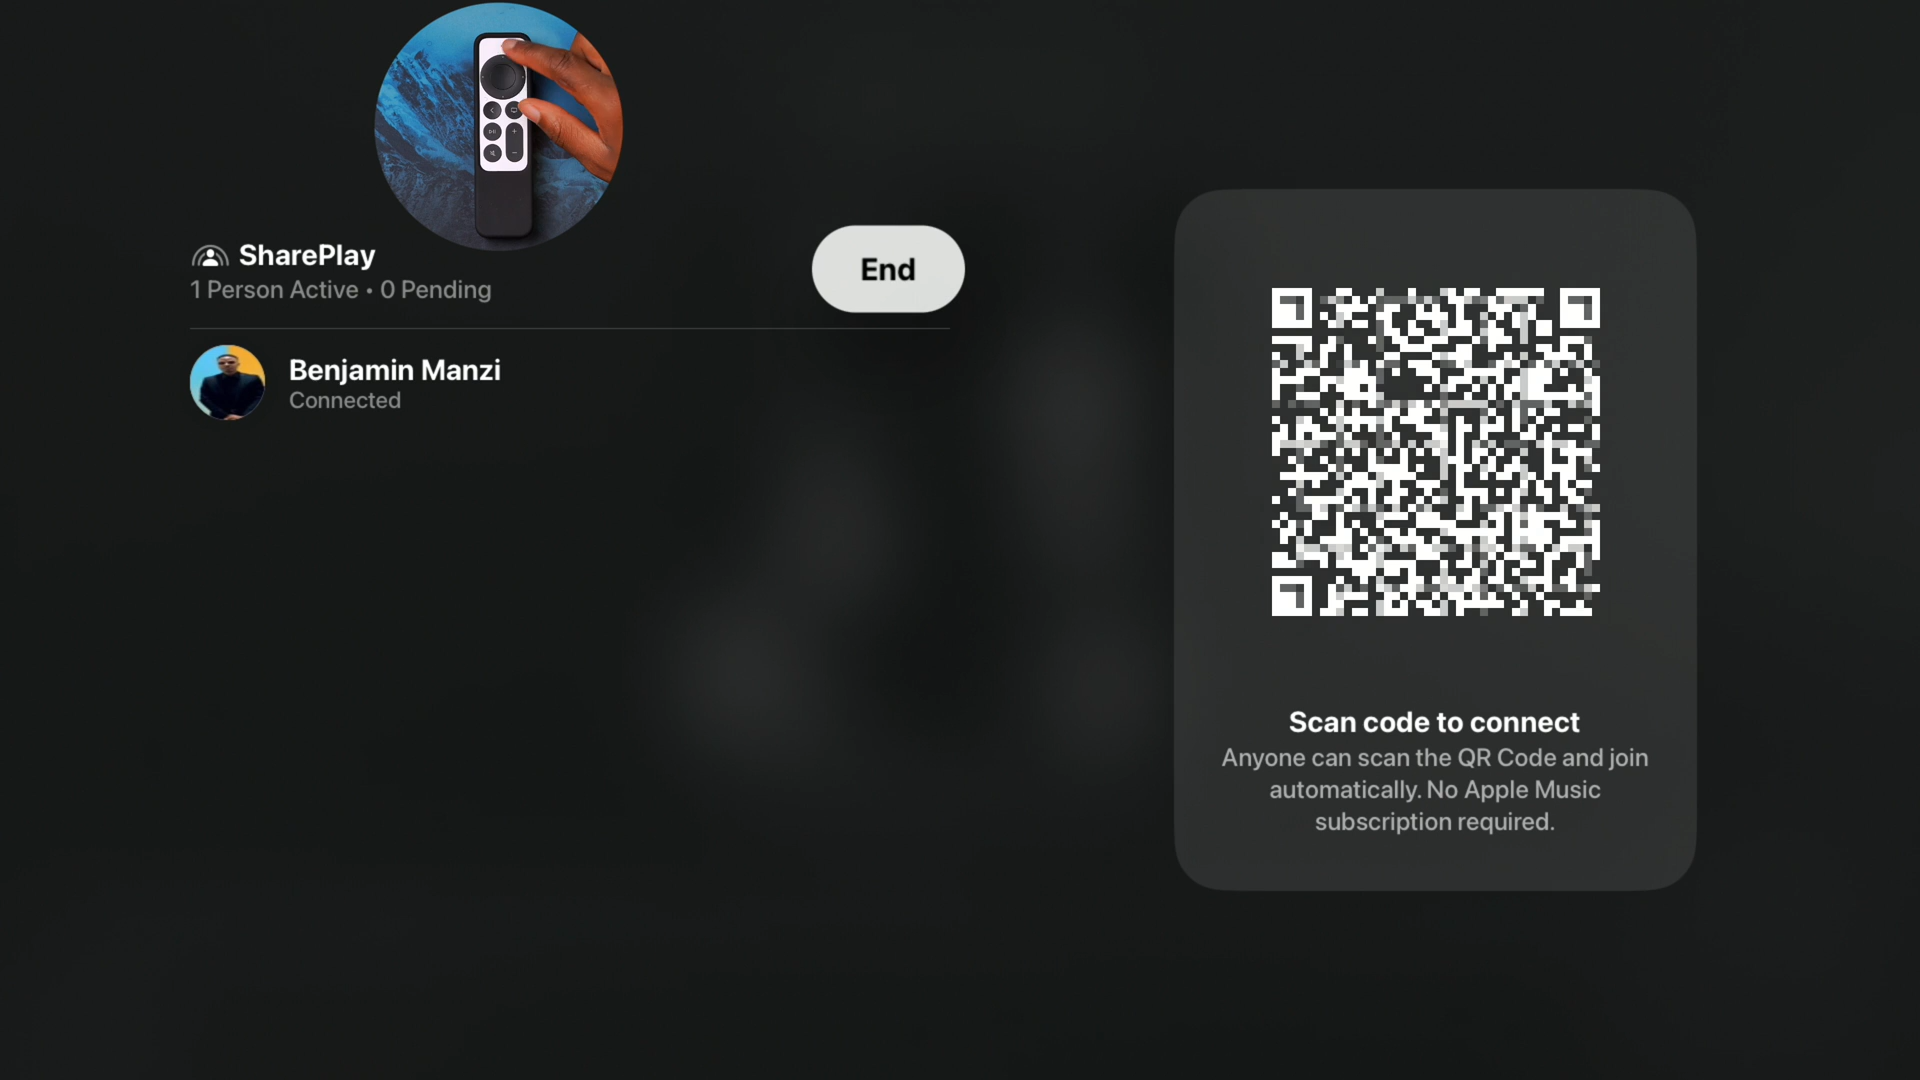 SharePlay
1 Person Active • 0 Pending
End
Benjamin Manzi
Connected
Scan code to connect
Anyone can scan the QR Code and join
automatically. No Apple Music
subscription required.